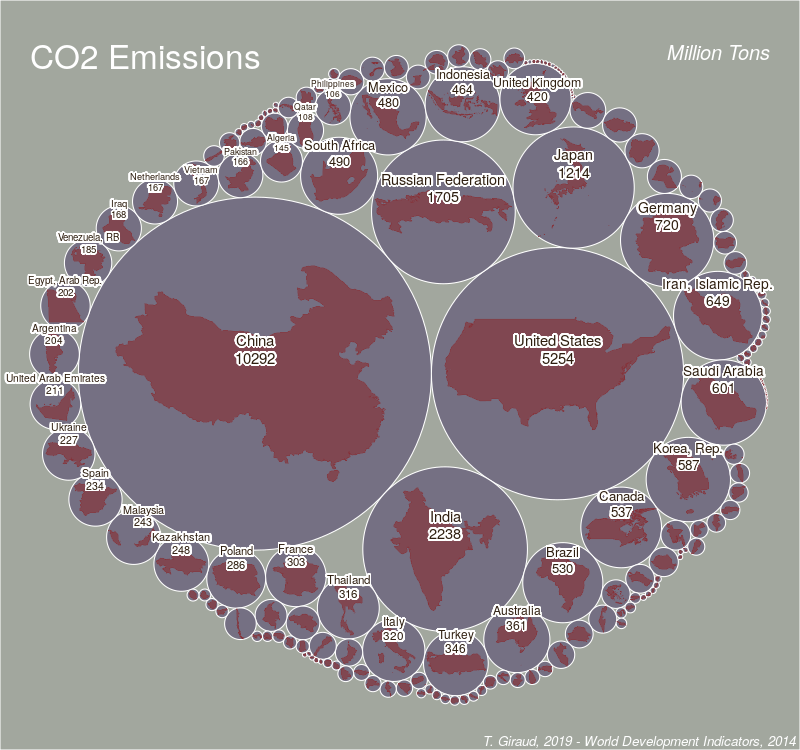 CO2 Emissions
Million Tons
Indonesia
464
United Kingdom
420
Mexico
480
Philippines
106
Qatar
108
Algeria
145
South Africa
490
Japan
1214
Pakistan
166
Vietnam
167
Netherlands
167
Russian Federation
1705
Iraq
168
Germany
720
Venezuela, RB
185
Egypt, Arab Rep.
202
Iran, Islamic Rep.
649
Argentina
204
China
10292
United States
5254
United Arab Emirates
211
Saudi Arabia
601
Ukraine
227
Korea, Rep.
587
Spain
234
Canada
537
Malaysia
243
India
2238
Kazakhstan
248
Poland
286
France
303
Brazil
530
Thailand
316
Australia
361
Italy
320
Turkey
346
T. Giraud, 2019 - World Development Indicators, 2014